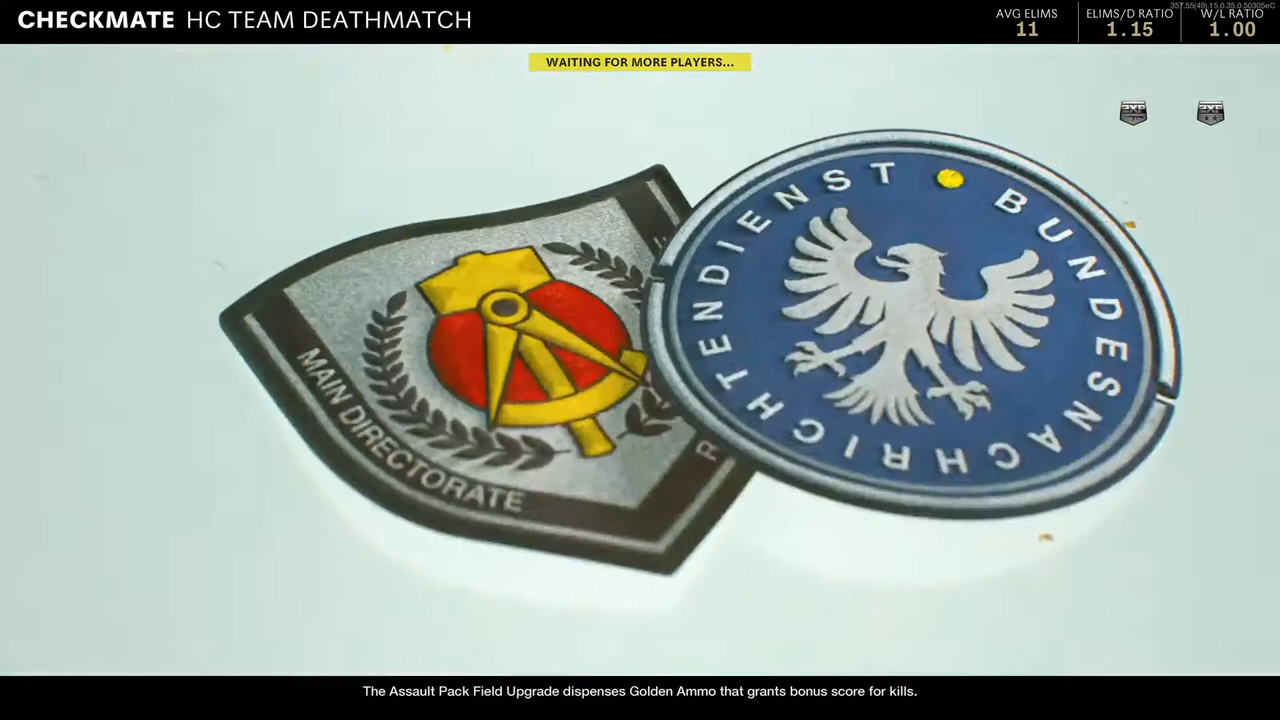 CHECKMATE HC TEAM DEATHMATCH
AVG ELIMS
11
ELIMS/D RATIO
1.15
W/L RATIO
1.00
WAITING FOR MORE PLAYERS...
MAIN DIRECTORATE
R
BUNDESNACHRICHTENDIENST
The Assault Pack Field Upgrade dispenses Golden Ammo that grants bonus score for kills.